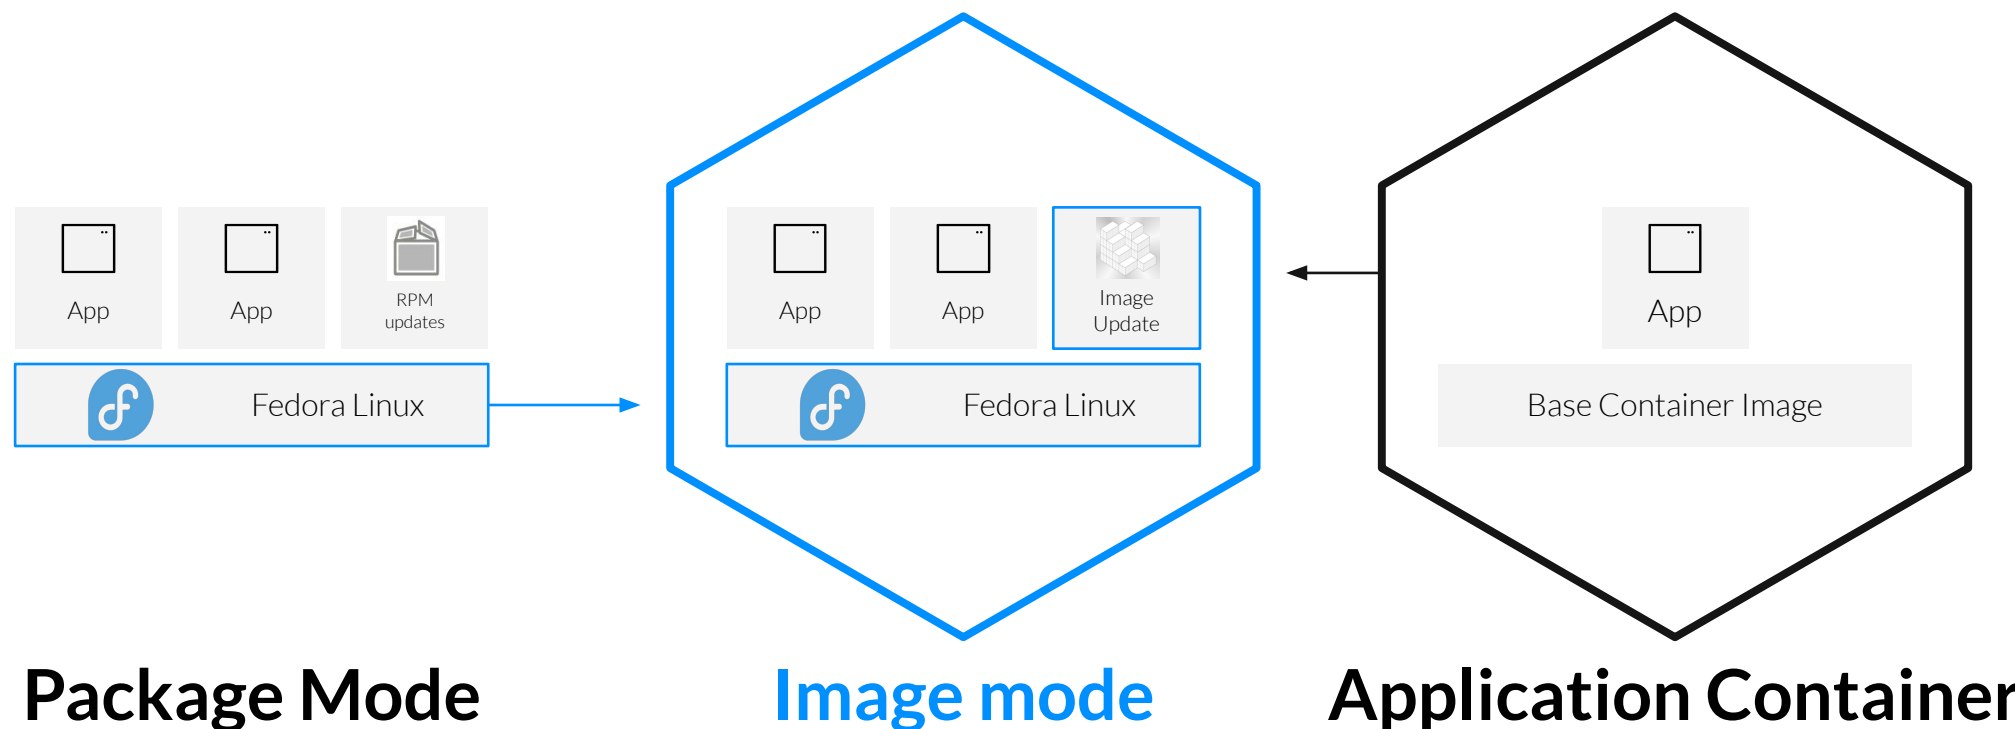 App
App
RPM
updates
Fedora Linux
Package Mode
App
App
Image
Update
Fedora Linux
Image mode
App
Base Container Image
Application Container